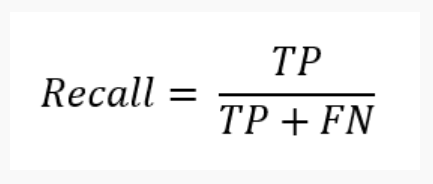 Recall = TP / TP + FN